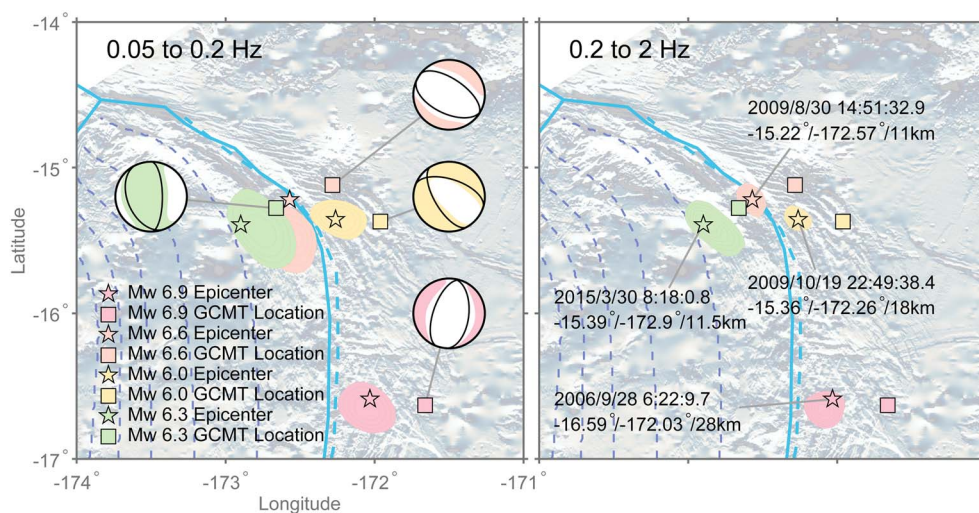 -14°
0.05 to 0.2 Hz
0.2 to 2 Hz
2009/8/30 14:51:32.9
-15.22°/-172.57°/11km
-15°
Latitude
2015/3/30 8:18:0.8
-15.39°/-172.9°/11.5km
2009/10/19 22:49:38.4
-15.36°/-172.26°/18km
Mw 6.9 Epicenter
Mw 6.9 GCMT Location
-16°
Mw 6.6 Epicenter
Mw 6.6 GCMT Location
Mw 6.0 Epicenter
Mw 6.0 GCMT Location
Mw 6.3 Epicenter
Mw 6.3 GCMT Location
2006/9/28 6:22:9.7
-16.59°/-172.03°/28km
-17°
-174° -173° -172° -171°
Longitude